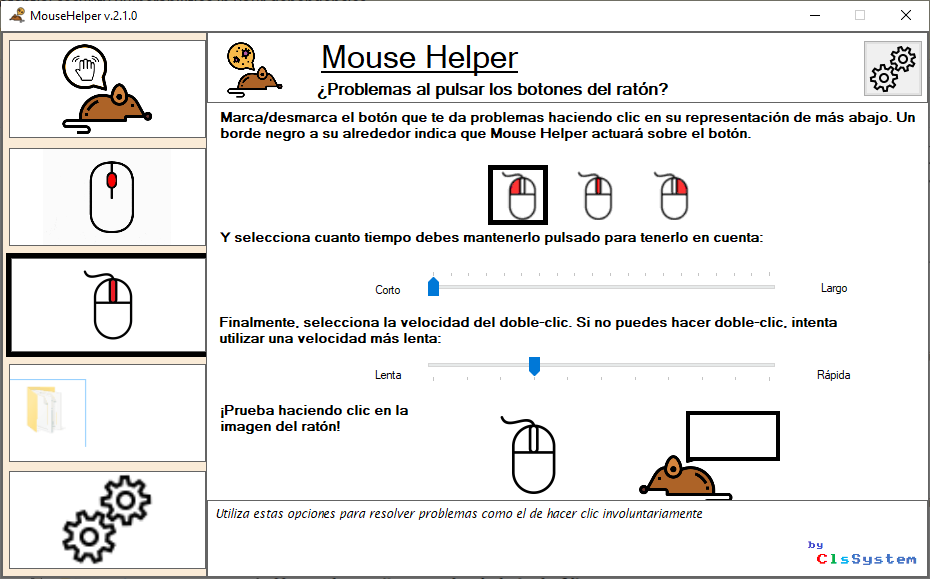 MouseHelper v.2.1.0
Mouse Helper
¿Problemas al pulsar los botones del ratón?
Marca/desmarca el botón que te da problemas haciendo clic en su representación de más abajo. Un
borde negro a su alrededor indica que Mouse Helper actuará sobre el botón.
Y selecciona cuanto tiempo debes mantenerlo pulsado para tenerlo en cuenta:
Corto
Largo
Finalmente, selecciona la velocidad del doble-clic. Si no puedes hacer doble-clic, intenta
utilizar una velocidad más lenta:
Lenta
Rápida
¡Prueba haciendo clic en la
imagen del ratón!
Utiliza estas opciones para resolver problemas como el de hacer clic involuntariamente
by
ClsSystem